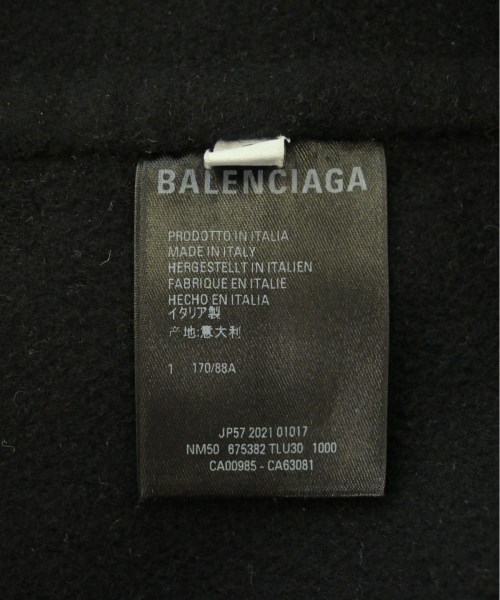 BALENCIAGA
PRODOTTO IN ITALIA
MADE IN ITALY
HERGESTELLT IN ITALIEN
FABRIQUE EN ITALIE
HECHO EN ITALIA
イタリア製
产地:意大利
1 170/88A
JP57 2021 01017
NM50 675382 TLU30 1000
CA00985 - CA63081